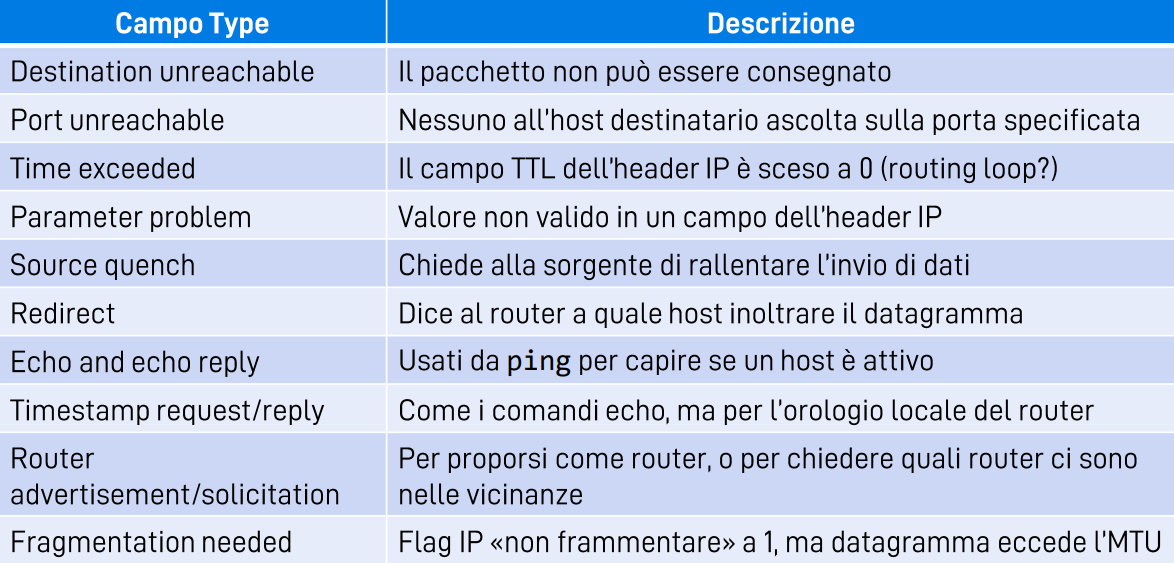 Campo Type Descrizione
Destination unreachable Il pacchetto non può essere consegnato
Port unreachable Nessuno all’host destinatario ascolta sulla porta specificata
Time exceeded Il campo TTL dell’header IP è sceso a 0 (routing loop?)
Parameter problem Valore non valido in un campo dell’header IP
Source quench Chiede alla sorgente di rallentare l’invio di dati
Redirect Dice al router a quale host inoltrare il datagramma
Echo and echo reply Usati da ping per capire se un host è attivo
Timestamp request/reply Come i comandi echo, ma per l’orologio locale del router
Router Per proporsi come router, o per chiedere quali router ci sono
advertisement/solicitation nelle vicinanze
Fragmentation needed Flag IP «non frammentare» a 1, ma datagramma eccede l’MTU